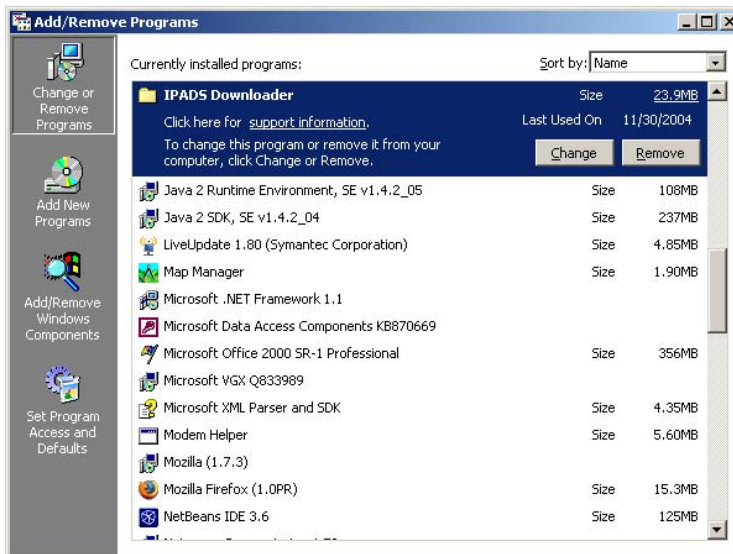 Add/Remove Programs
Change or
Remove
Programs
Add New
Programs
Add/Remove
Windows
Components
Set Program
Access and
Defaults
Currently installed programs:
Sort by: Name
IPADS Downloader Size 23.9MB
Click here for support information. Last Used On 11/30/2004
To change this program or remove it from your
computer, click Change or Remove.
Change Remove
Java 2 Runtime Environment, SE v1.4.2_05 Size 108MB
Java 2 SDK, SE v1.4.2_04 Size 237MB
LiveUpdate 1.80 (Symantec Corporation) Size 4.85MB
Map Manager Size 1.90MB
Microsoft .NET Framework 1.1
Microsoft Data Access Components KB870669
Microsoft Office 2000 SR-1 Professional Size 356MB
Microsoft VGX Q833989
Microsoft XML Parser and SDK Size 4.35MB
Modem Helper Size 5.60MB
Mozilla (1.7.3)
Mozilla Firefox (1.0PR) Size 15.3MB
NetBeans IDE 3.6 Size 125MB